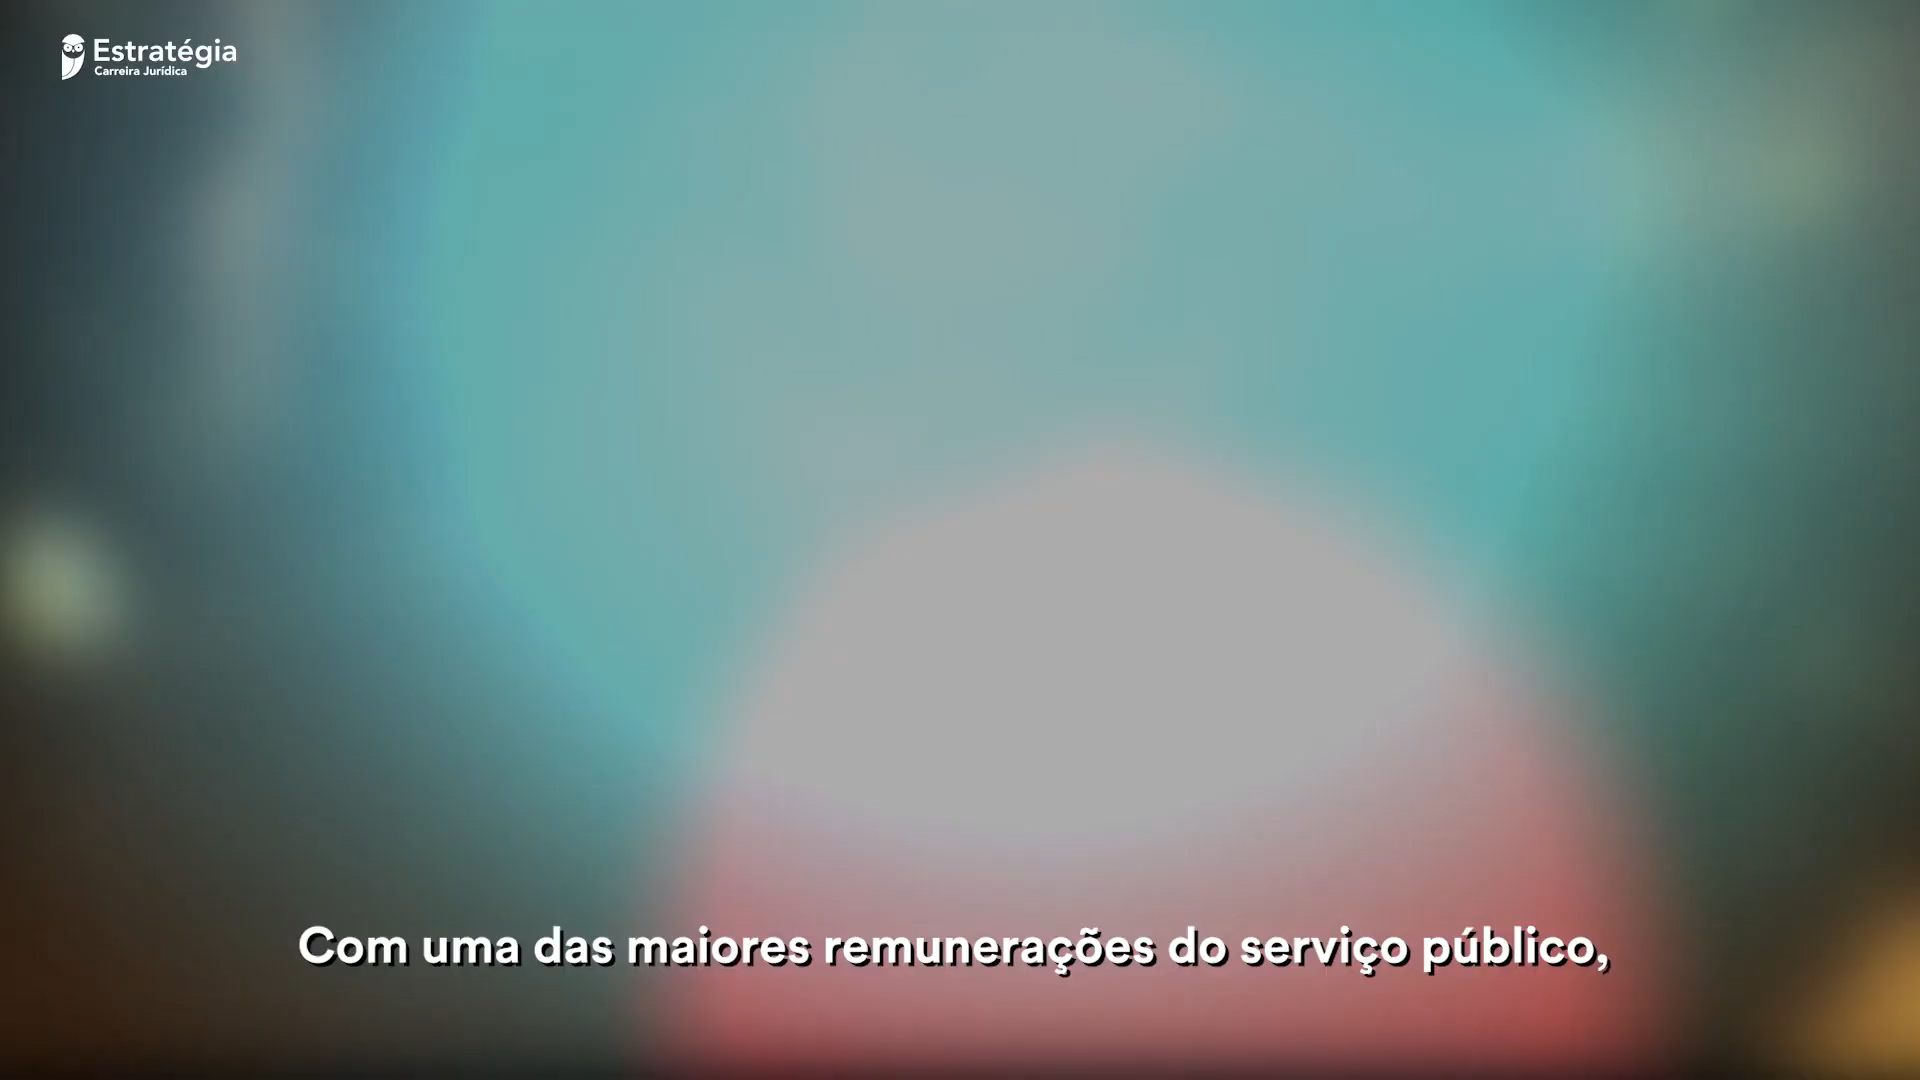 Estratégia
Carreira Jurídica
Com uma das maiores remunerações do serviço público,